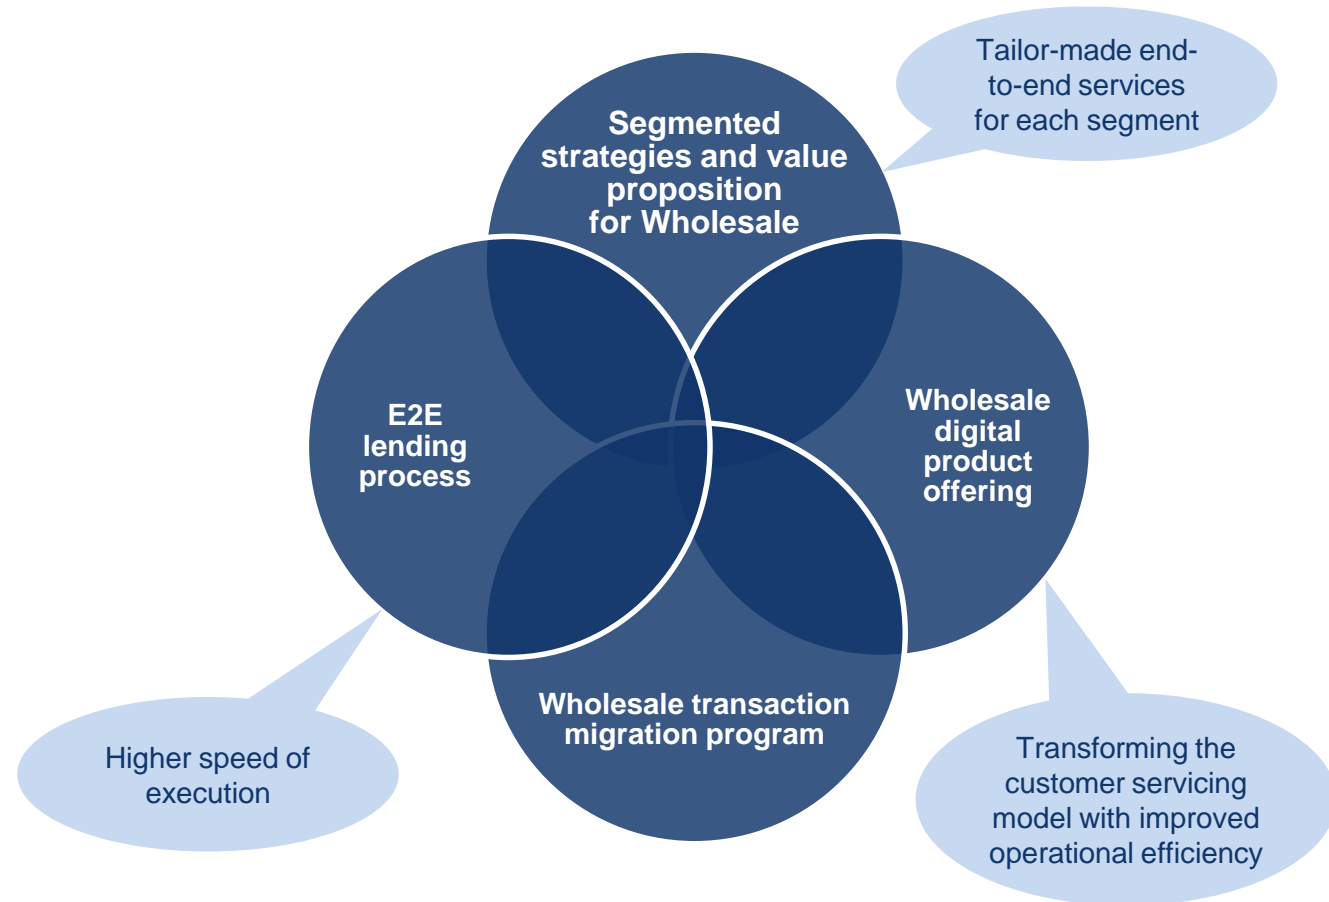 Tailor-made end-
to-end services
for each segment
Segmented
strategies and value
proposition
for Wholesale
E2E
lending
process
Wholesale
digital
product
offering
Wholesale transaction
migration program
Higher speed of
execution
Transforming the
customer servicing
model with improved
operational efficiency